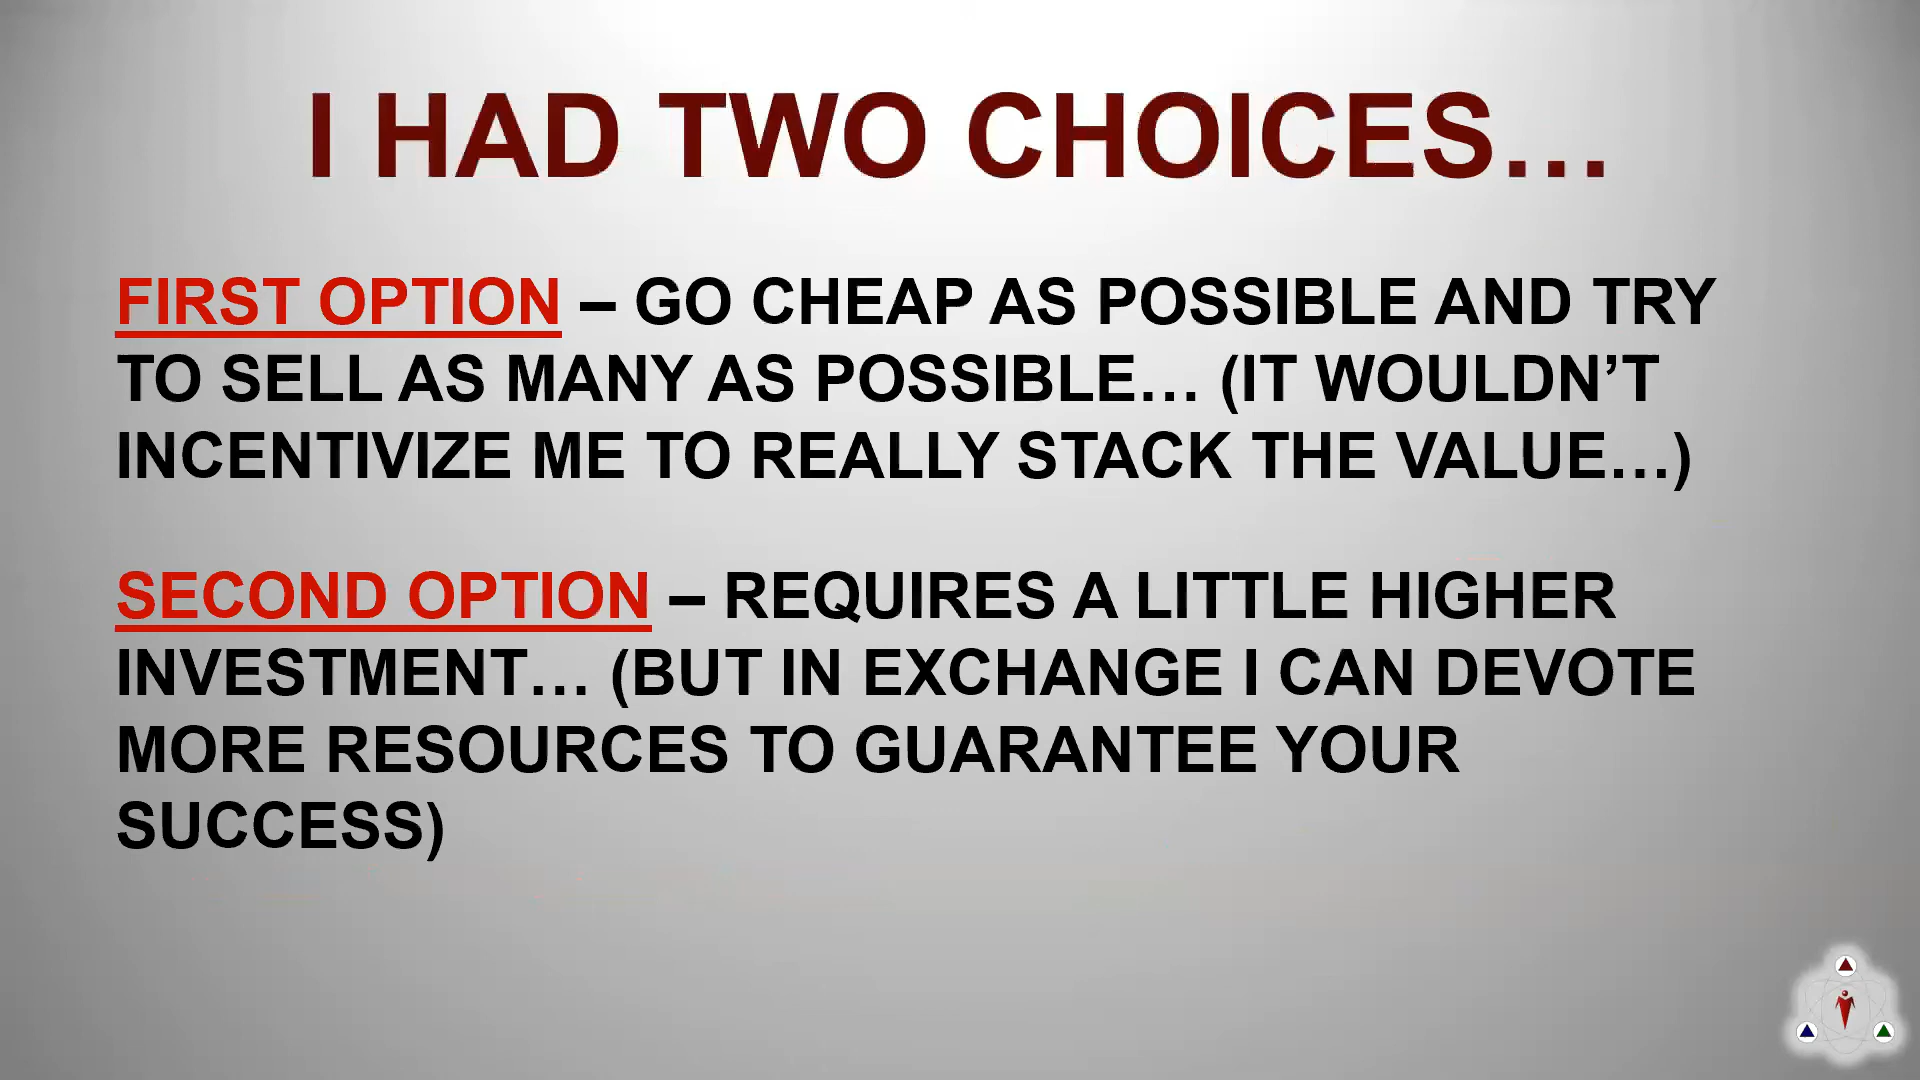 I HAD TWO CHOICES…
FIRST OPTION – GO CHEAP AS POSSIBLE AND TRY
TO SELL AS MANY AS POSSIBLE… (IT WOULDN’T
INCENTIVIZE ME TO REALLY STACK THE VALUE…)
SECOND OPTION – REQUIRES A LITTLE HIGHER
INVESTMENT… (BUT IN EXCHANGE I CAN DEVOTE
MORE RESOURCES TO GUARANTEE YOUR
SUCCESS)